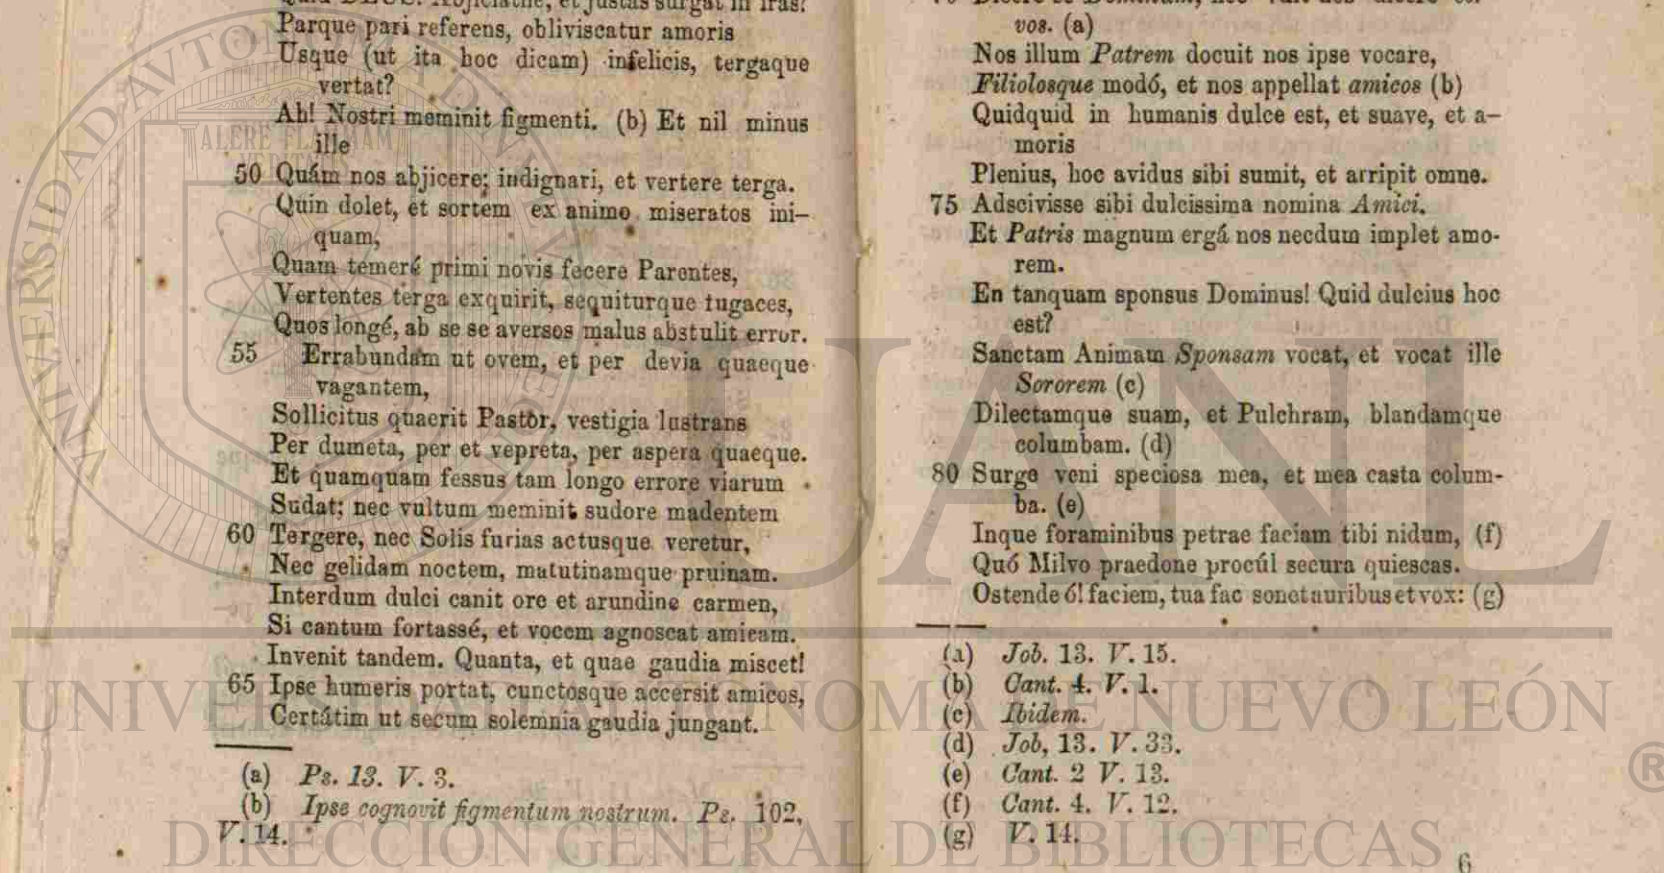 Parque pari referens, obliviscatur amoris
Usque (ut ita hoc dicam) infelicis, tergaque
vertat?
Ah! Nostri meminit figmenti. (b) Et nil minus
ille
50 Quám nos abjicere; indignari, et vertere terga.
Quin dolet, et sortem ex animo miseratos ini-
quam,
Quam temeré primi novis fecere Parentes,
Vertentes terga exquirit, sequiturque fugaces,
Quos longé, ab se se aversos malus abstulit error.
55 Errabundam ut ovem, et per devia quaeque
vagantem,
Sollicitus quaerit Pastor, vestigia lustrans
Per dumeta, per et vepreta, per aspera quaeque.
Et quamquam fessus tam longo errore viarum
Sudat; nec vultum meminit sudore madentem
60 Tergere, nec Solis furias actusque veretur,
Nec gelidam noctem, matutinamque pruinam.
Interdum dulci canit ore et arundine carmen,
Si cantum fortassé, et vocem agnoscat amicam.
Invenit tandem. Quanta, et quae gaudia miscet!
65 Ipse humeris portat, cunctosque accersit amicos,
Certátim ut secum solemnia gaudia jungant.
(a) Ps. 13. V. 3.
(b) Ipse cognovit figmentum nostrum. Ps. 102,
V. 14.
vos. (a)
Nos illum Patrem docuit nos ipse vocare,
Filiolosque modó, et nos appellat amicos (b)
Quidquid in humanis dulce est, et suave, et a-
moris
Plenius, hoc avidus sibi sumit, et arripit omne.
75 Adscivisse sibi dulcissima nomina Amici.
Et Patris magnum ergá nos necdum implet amo-
rem.
En tanquam sponsus Dominus! Quid dulcius hoc
est?
Sanctam Animam Sponsam vocat, et vocat ille
Sororem (c)
Dilectamque suam, et Pulchram, blandamque
columbam. (d)
80 Surge veni speciosa mea, et mea casta colum-
ba. (e)
Inque foraminibus petrae faciam tibi nidum, (f)
Quó Milvo praedone procúl secura quiescas.
Ostende ó! faciem, tua fac sonet auribus et vox: (g)
(a) Job. 13. V. 15.
(b) Cant. 4. V. 1.
(c) Ibidem.
(d) Job, 13. V. 33.
(e) Cant. 2 V. 13.
(f) Cant. 4. V. 12.
(g) V. 14.
6
ALERE FLAMMAM
VERITATIS
UANL
DIRECCIÓN GENERAL DE BIBLIOTECAS